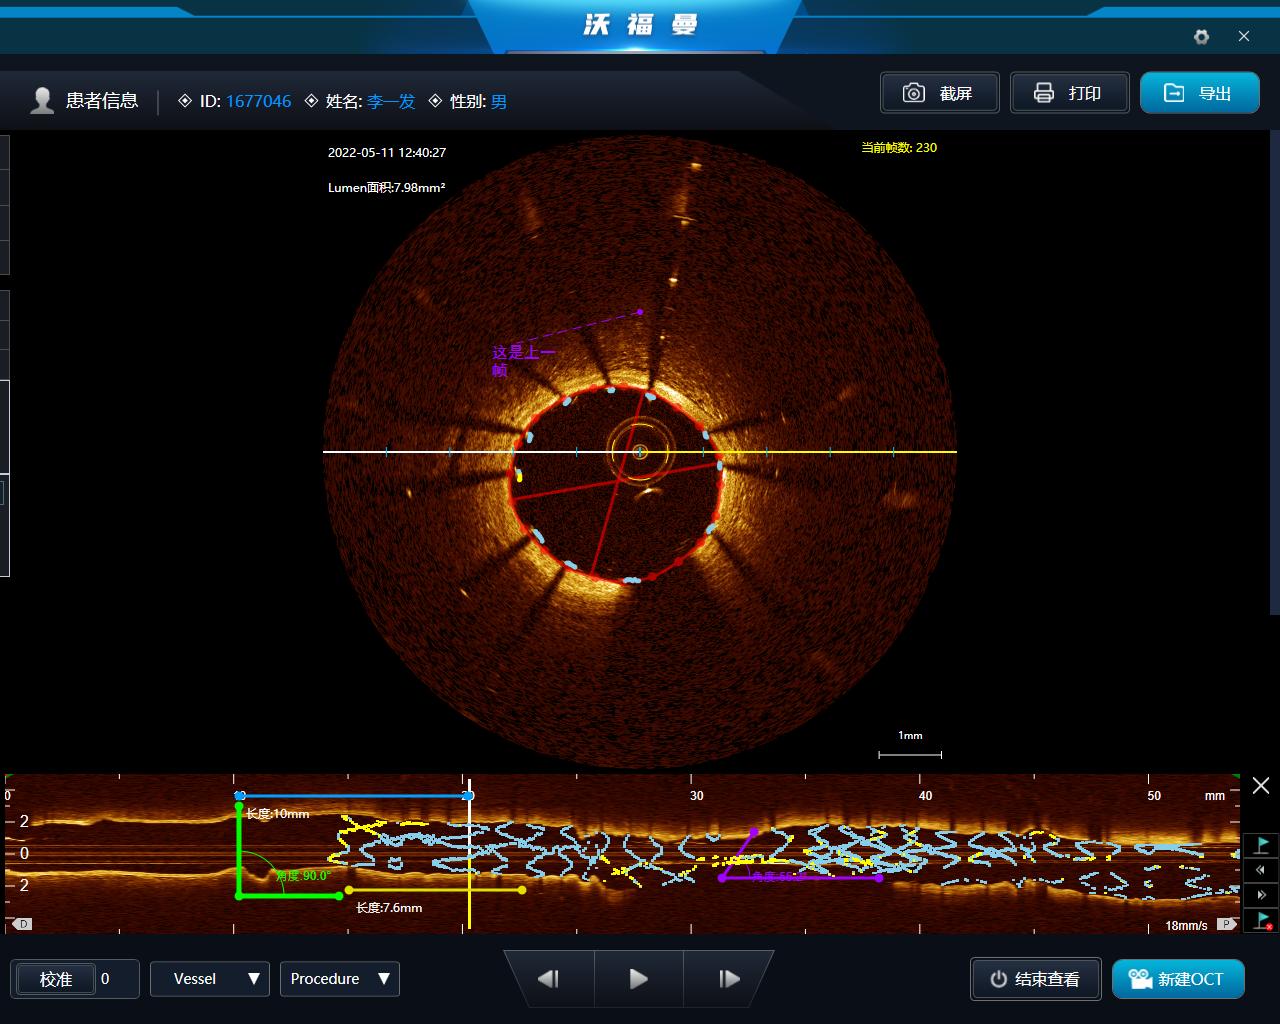 沃福曼
患者信息
ID: 1677046
姓名: 李一发
性别: 男
截屏
打印
导出
2022-05-11 12:40:27
Lumen面积:7.98mm²
当前帧数: 230
这是上一
帧
1mm
0
20
30
40
50
mm
2
0
2
长度:10mm
角度:90.0°
长度:7.6mm
18mm/s
D
P
校准
0
Vessel
Procedure
结束查看
新建OCT